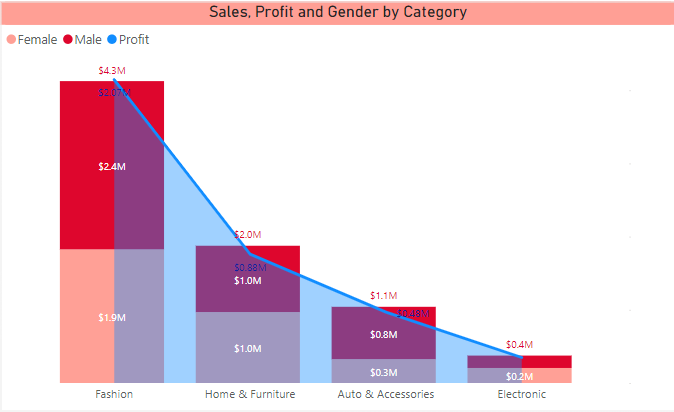 Sales, Profit and Gender by Category
Female Male Profit
$4.3M
$2.4M
$1.9M
$2.0M
$0.88M
$1.0M
$1.0M
$1.1M
$0.48M
$0.8M
$0.3M
$0.4M
$0.2M
Fashion Home & Furniture Auto & Accessories Electronic